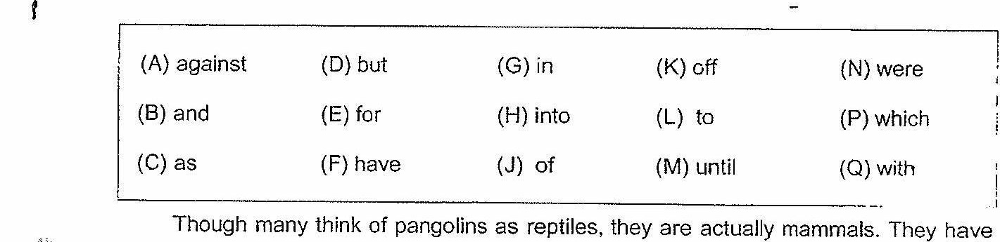 (A) against (D) but (G) in (K) off (N) were
(B) and (E) for (H) into (L) to (P) which
(C) as (F) have (J) of (M) until (Q) with
Though many think of pangolins as reptiles, they are actually mammals. They have